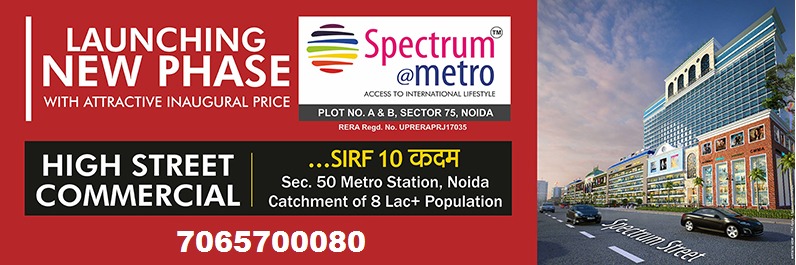 LAUNCHING
NEW PHASE
WITH ATTRACTIVE INAUGURAL PRICE
Spectrum™
@metro
ACCESS TO INTERNATIONAL LIFESTYLE
PLOT NO. A & B, SECTOR 75, NOIDA
RERA Regd. No. UPRERAPRJ17035
HIGH STREET
COMMERCIAL
...SIRF 10 कदम
Sec. 50 Metro Station, Noida
Catchment of 8 Lac+ Population
7065700080
Spectrum Street